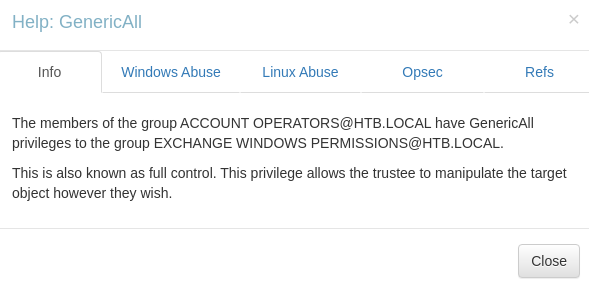 Help: GenericAll
×
Info
Windows Abuse
Linux Abuse
Opsec
Refs
The members of the group ACCOUNT OPERATORS@HTB.LOCAL have GenericAll
privileges to the group EXCHANGE WINDOWS PERMISSIONS@HTB.LOCAL.
This is also known as full control. This privilege allows the trustee to manipulate the target
object however they wish.
Close